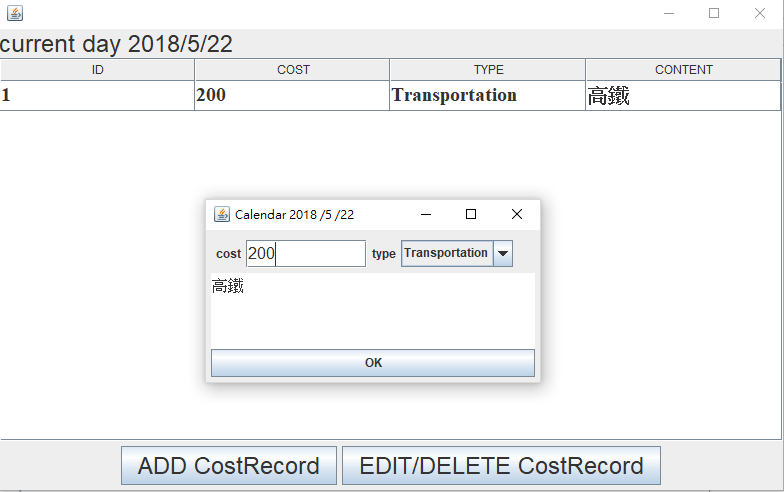 current day 2018/5/22
ID COST TYPE CONTENT
1 200 Transportation 高鐵
Calendar 2018 /5 /22
cost 200 type Transportation
高鐵
OK
ADD CostRecord EDIT/DELETE CostRecord